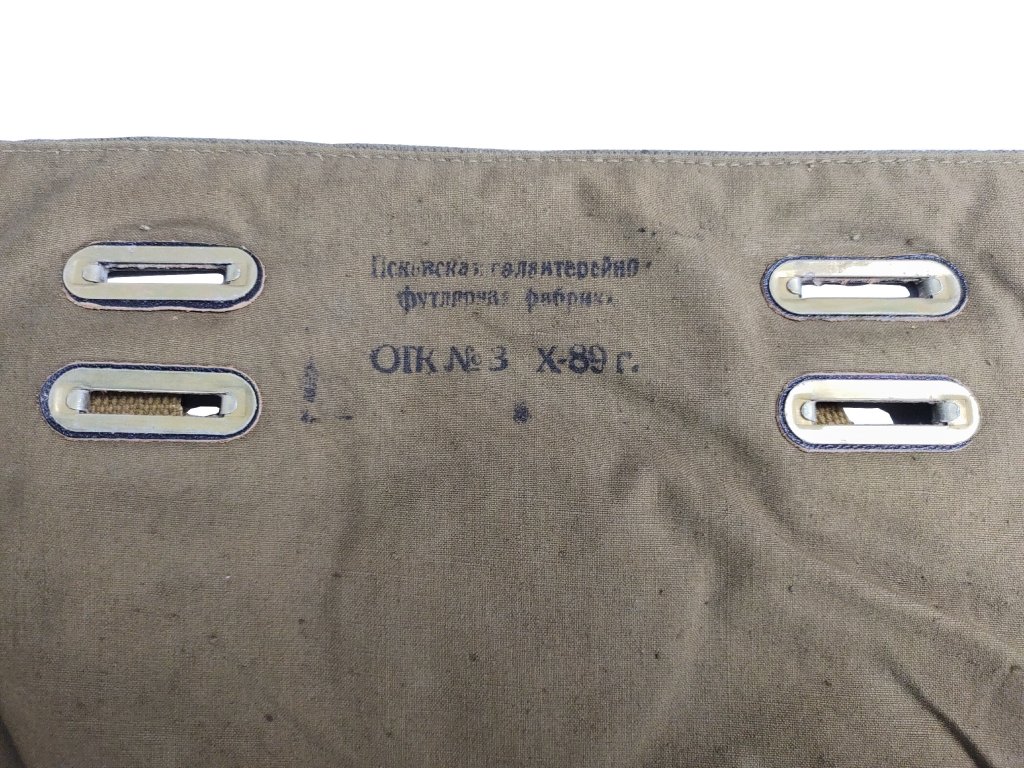 Псковская галантерейно-
футлярная фабрика
ОТК № 3 X-89 г.